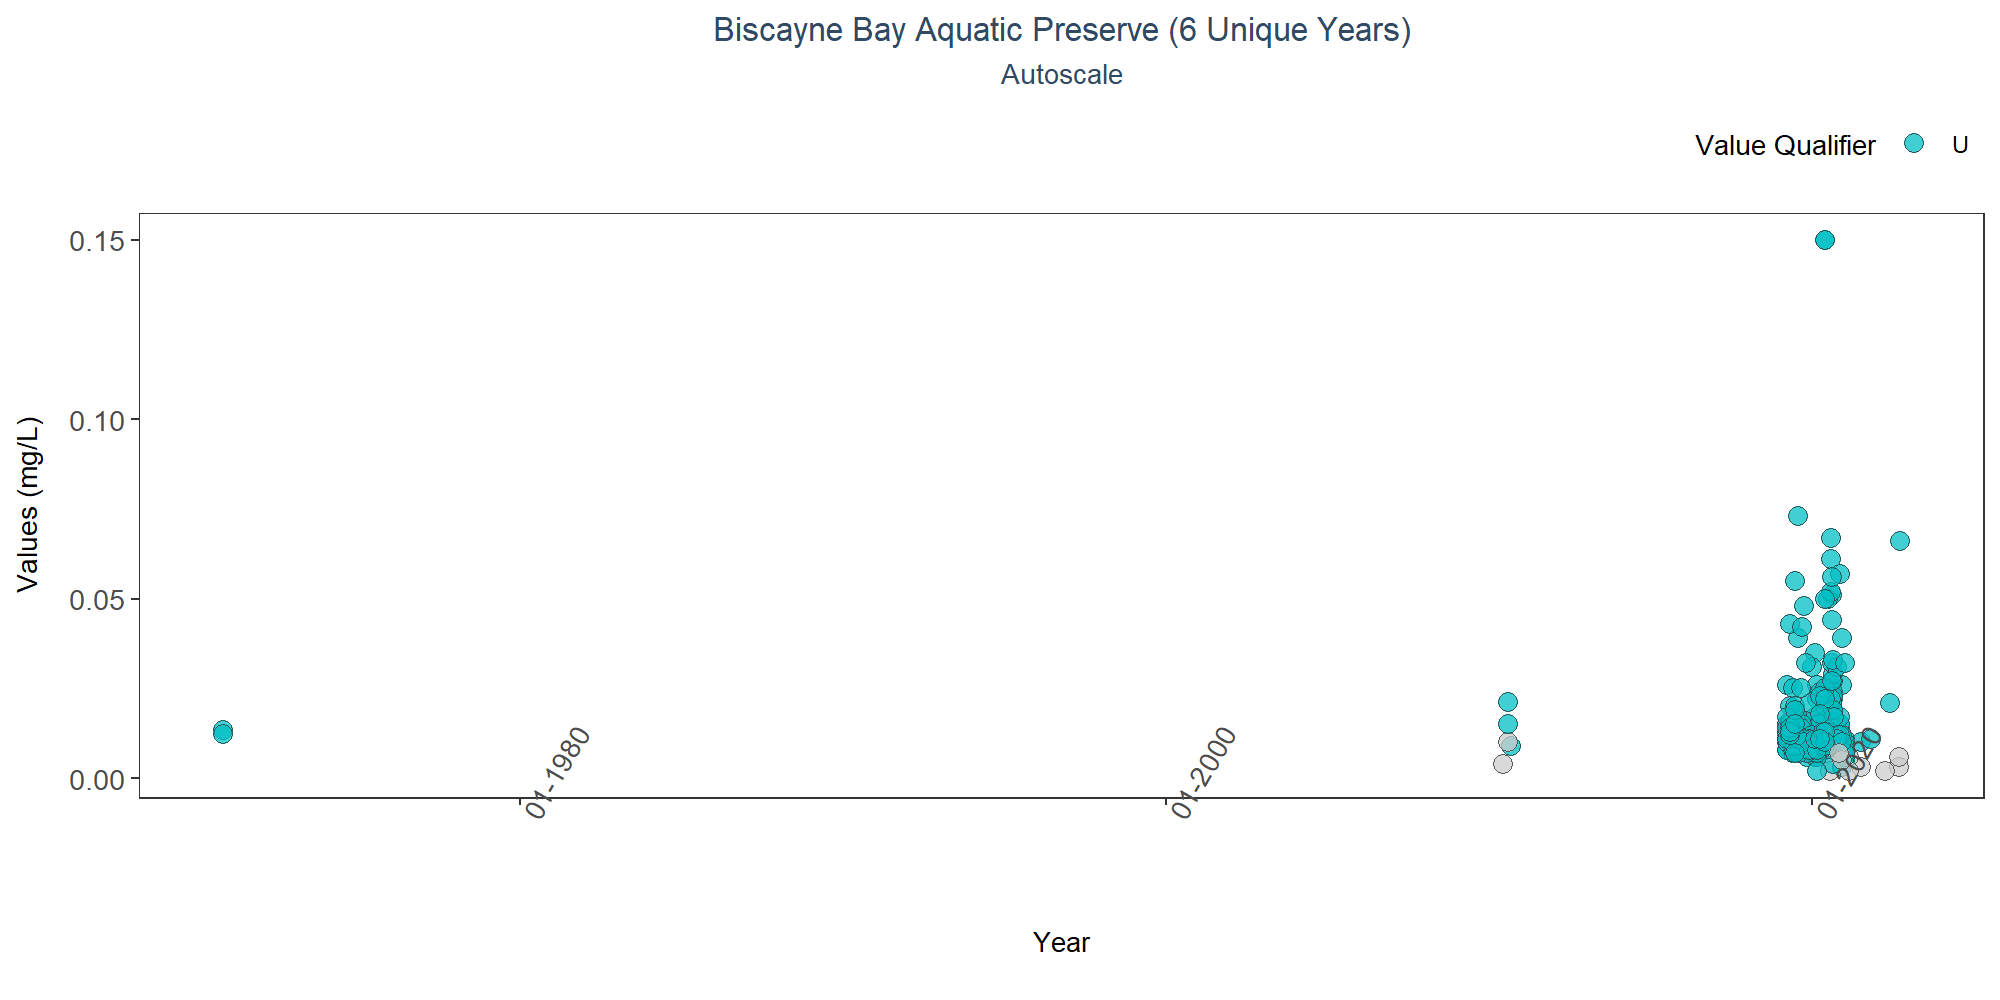 Biscayne Bay Aquatic Preserve (6 Unique Years)
Autoscale
Value Qualifier U
0.15
0.10
0.05
0.00
Values (mg/L)
01-1980
01-2000
01-2020
Year